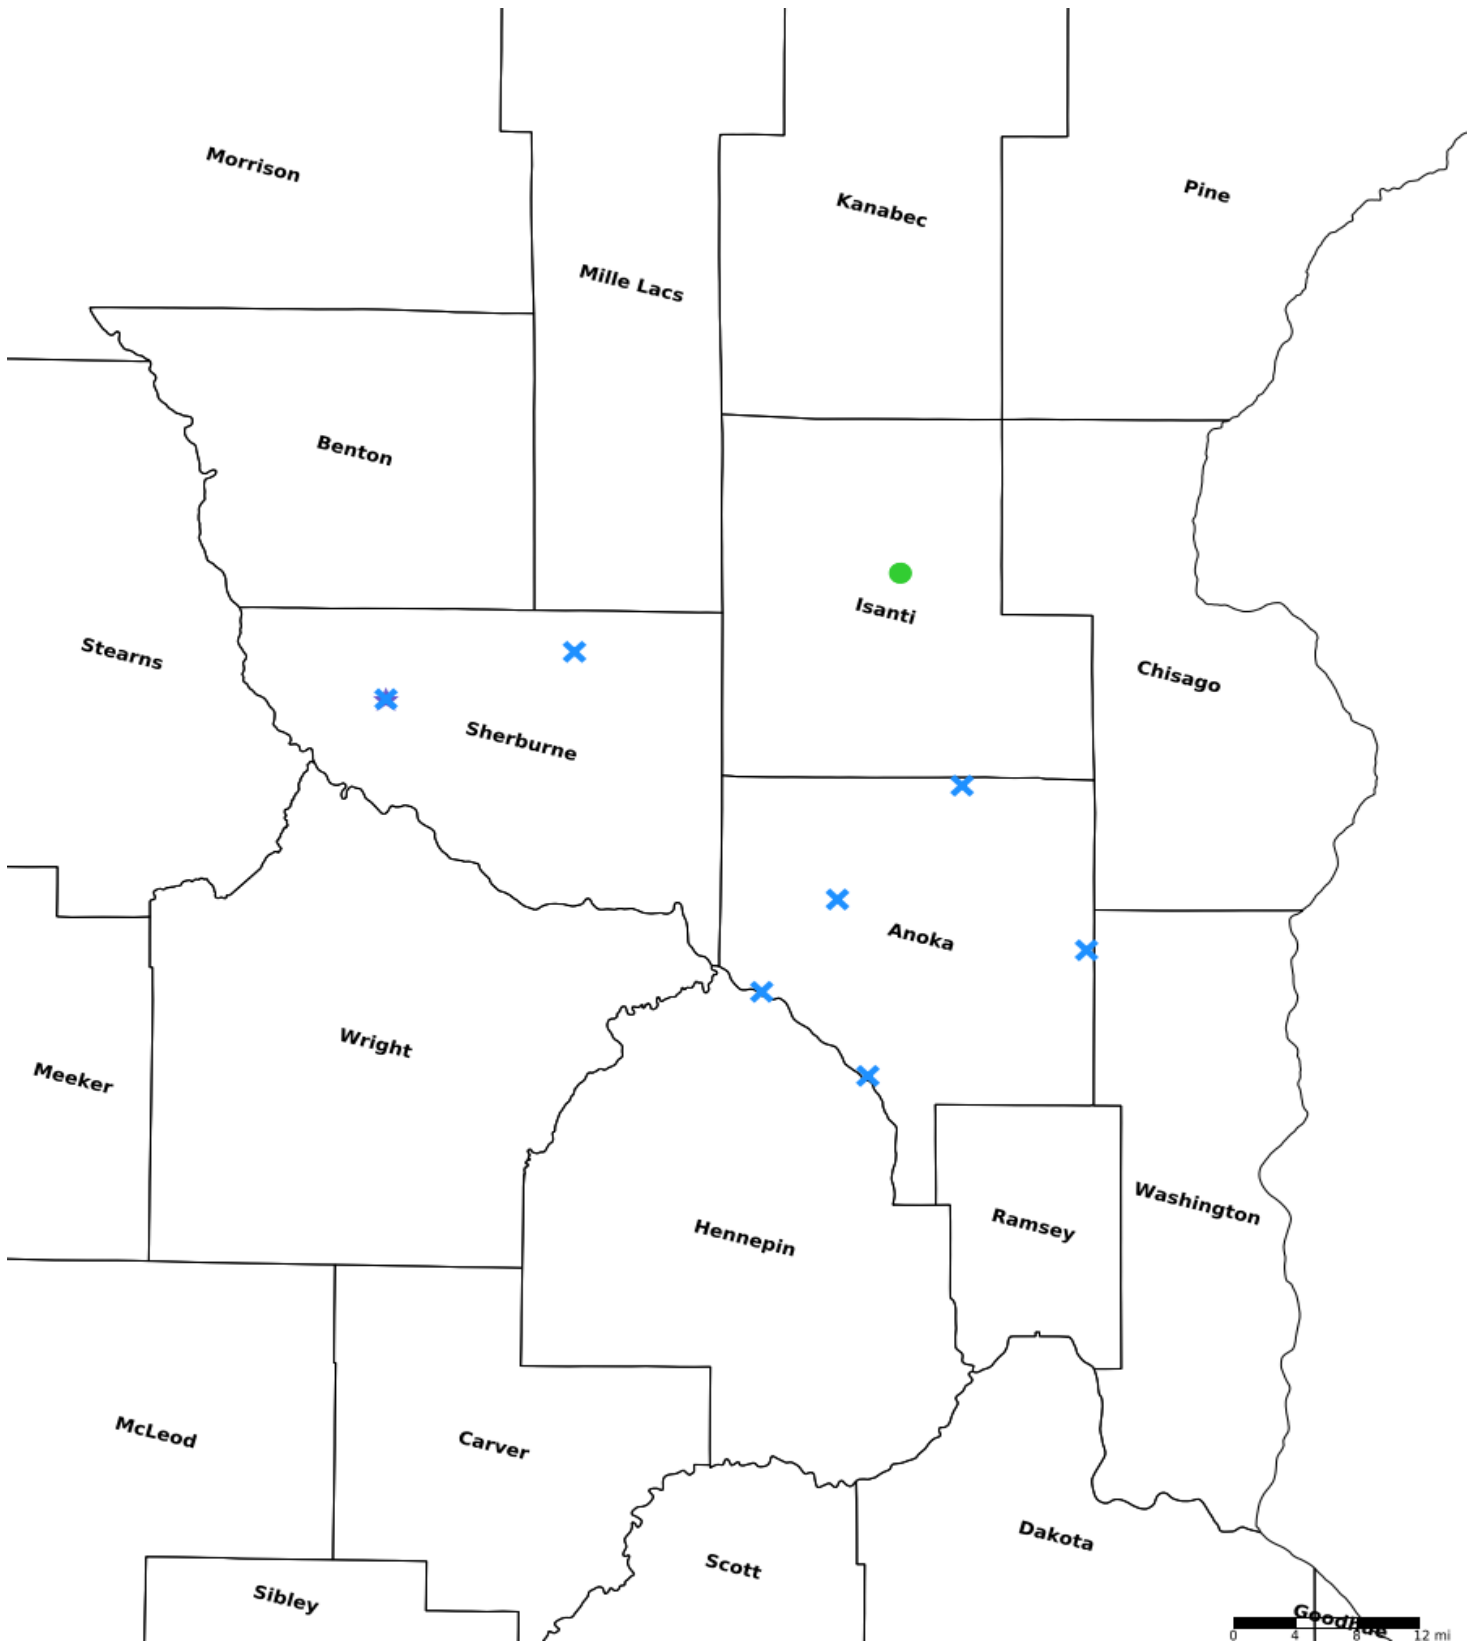 Morrison
Pine
Kanabec
Mille Lacs
Benton
Isanti
Stearns
Chisago
Sherburne
Anoka
Wright
Meeker
Washington
Ramsey
Hennepin
McLeod
Carver
Dakota
Scott
Sibley
Goodhue
0 4 8 12 mi